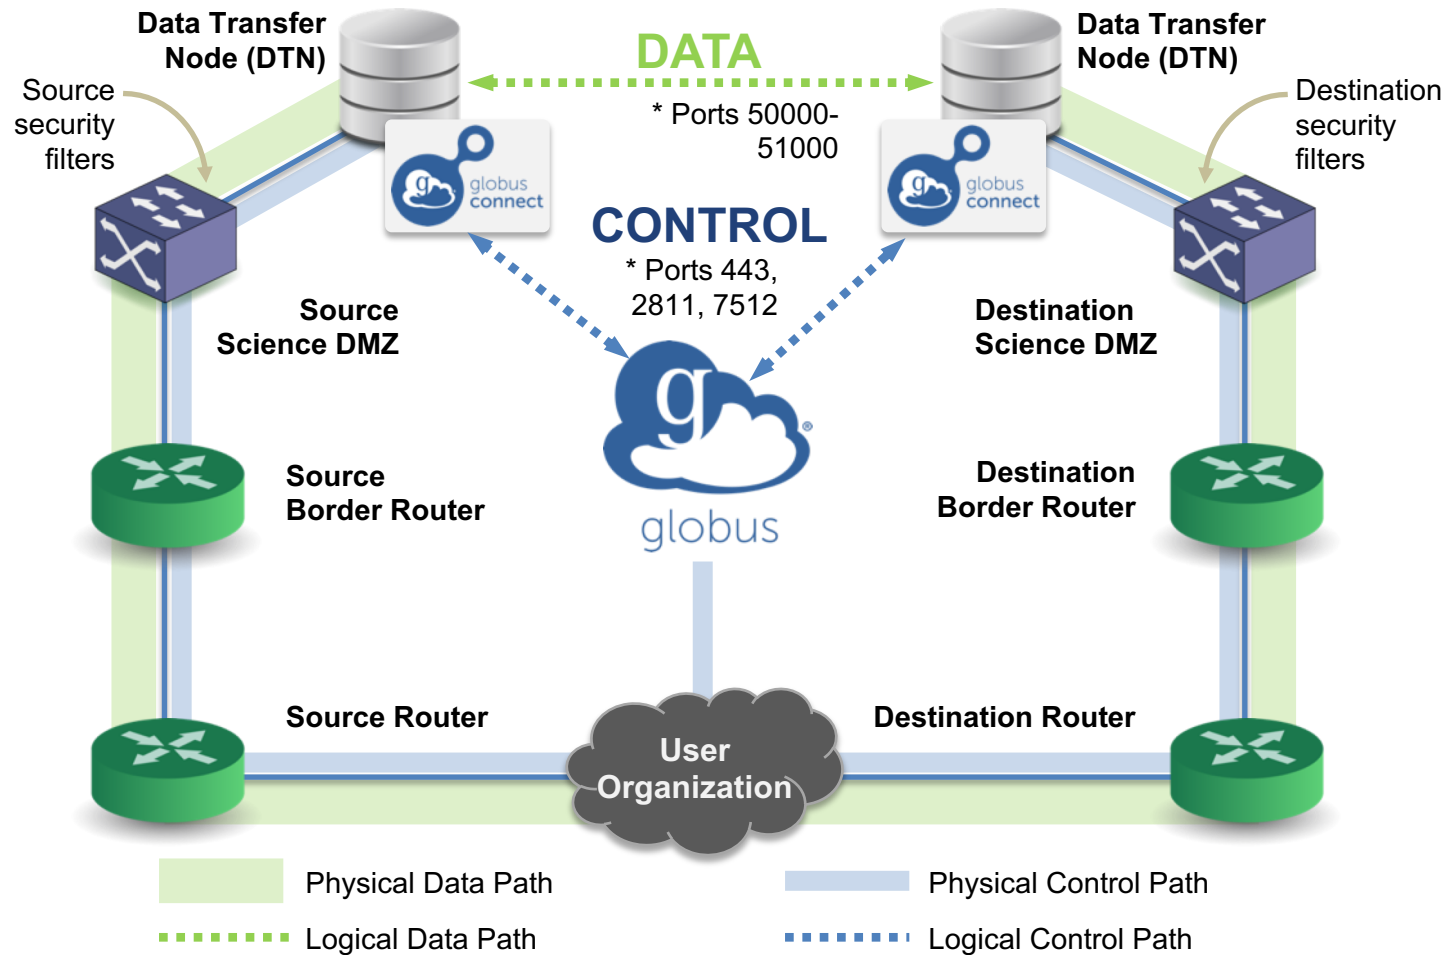 Data Transfer
Node (DTN)
Source
security
filters
DATA
* Ports 50000-
51000
Data Transfer
Node (DTN)
Destination
security
filters
g
globus
connect
g
globus
connect
CONTROL
* Ports 443,
2811, 7512
Source
Science DMZ
Destination
Science DMZ
g
®
globus
Source
Border Router
Destination
Border Router
Source Router
User
Organization
Destination Router
Physical Data Path
Physical Control Path
Logical Data Path
Logical Control Path